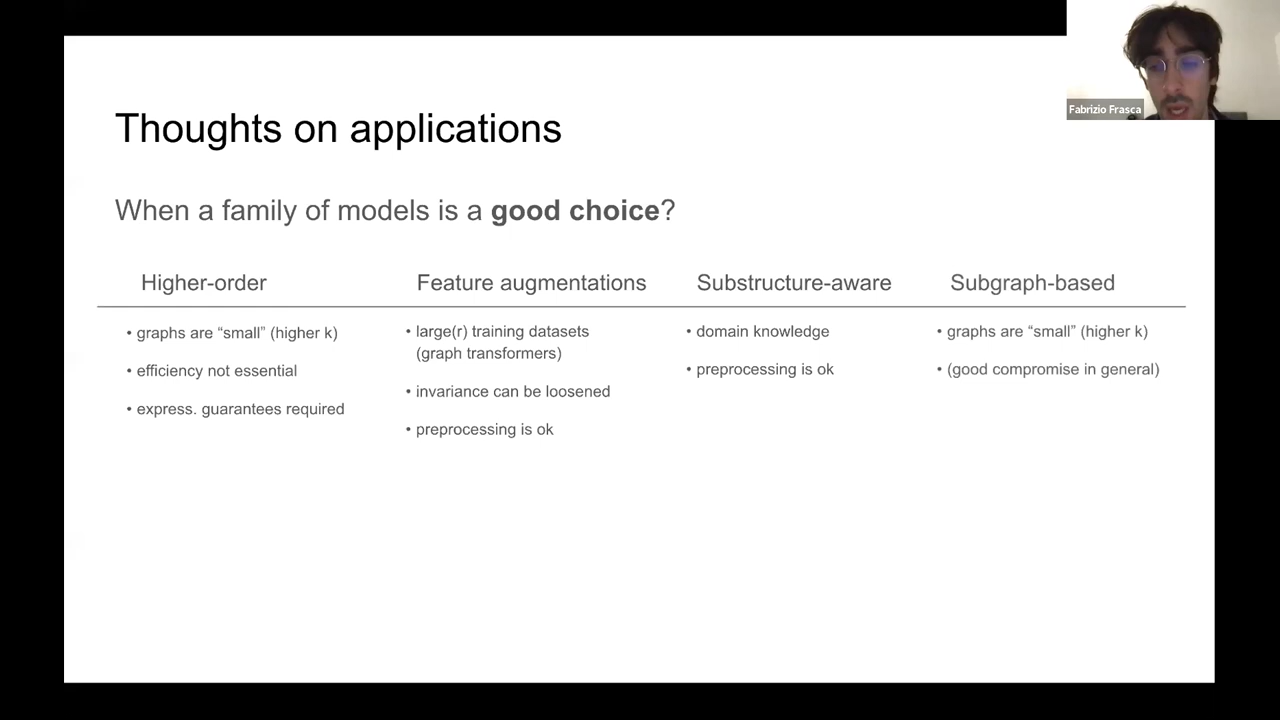 Fabrizio Frasca
Thoughts on applications
When a family of models is a good choice?
Higher-order
• graphs are “small” (higher k)
• efficiency not essential
• express. guarantees required
Feature augmentations
• large(r) training datasets
(graph transformers)
• invariance can be loosened
• preprocessing is ok
Substructure-aware
• domain knowledge
• preprocessing is ok
Subgraph-based
• graphs are “small” (higher k)
• (good compromise in general)